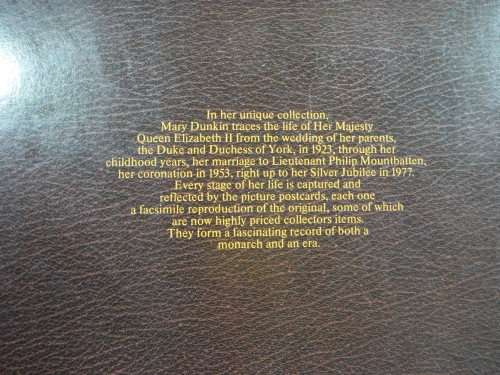 In her unique collection,
Mary Dunkin traces the life of Her Majesty
Queen Elizabeth II from the wedding of her parents,
the Duke and Duchess of York, in 1923, through her
childhood years, her marriage to Lieutenant Philip Mountbatten,
her coronation in 1953, right up to her Silver Jubilee in 1977.
Every stage of her life is captured and
reflected by the picture postcards, each one
a facsimile reproduction of the original, some of which
are now highly priced collectors items.
They form a fascinating record of both a
monarch and an era.